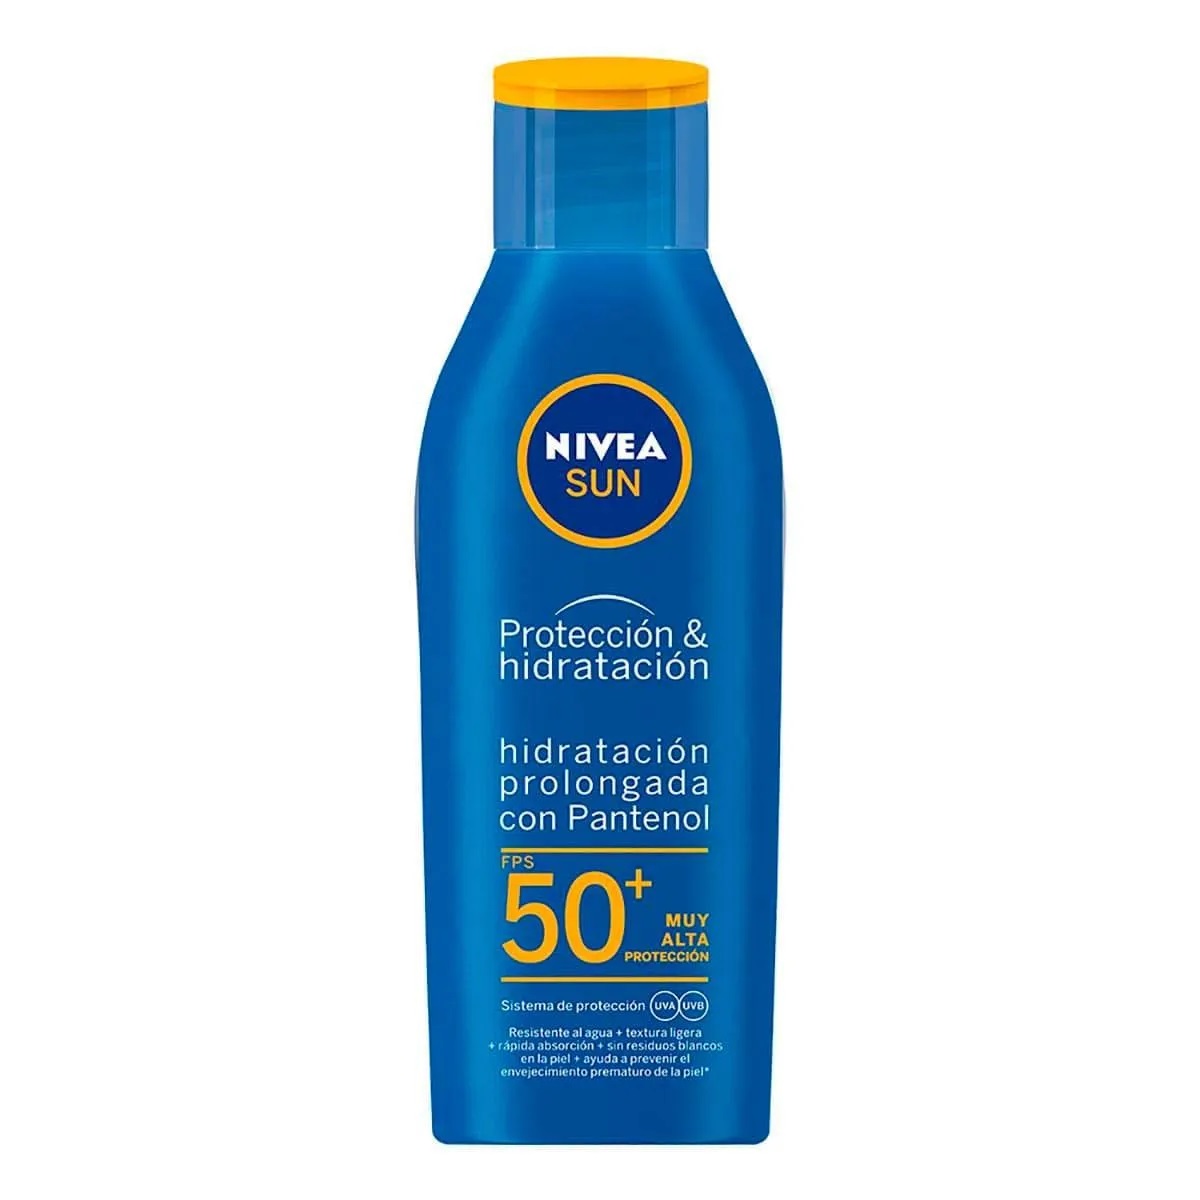 NIVEA
SUN
Protección &
hidratación
hidratación
prolongada
con Pantenol
FPS
50+
MUY
ALTA
PROTECCIÓN
Sistema de protección UVA UVB
Resistente al agua + textura ligera
+ rápida absorción + sin residuos blancos
en la piel + ayuda a prevenir el
envejecimiento prematuro de la piel*